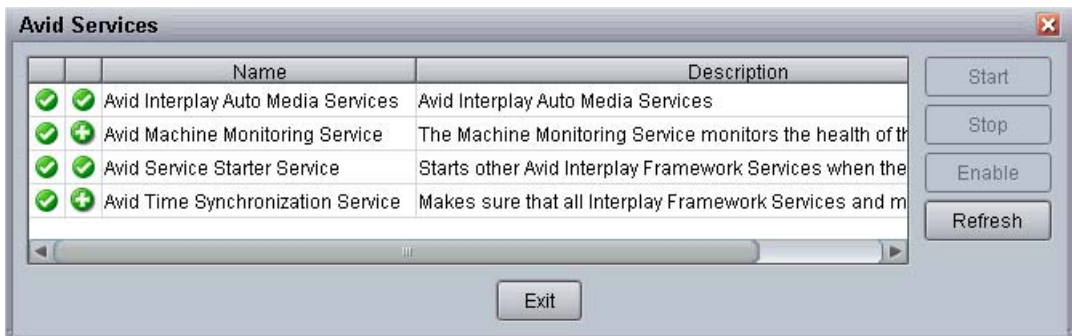 Avid Services
Name Description
Avid Interplay Auto Media Services Avid Interplay Auto Media Services
Avid Machine Monitoring Service The Machine Monitoring Service monitors the health of th
Avid Service Starter Service Starts other Avid Interplay Framework Services when the
Avid Time Synchronization Service Makes sure that all Interplay Framework Services and m
Start
Stop
Enable
Refresh
Exit